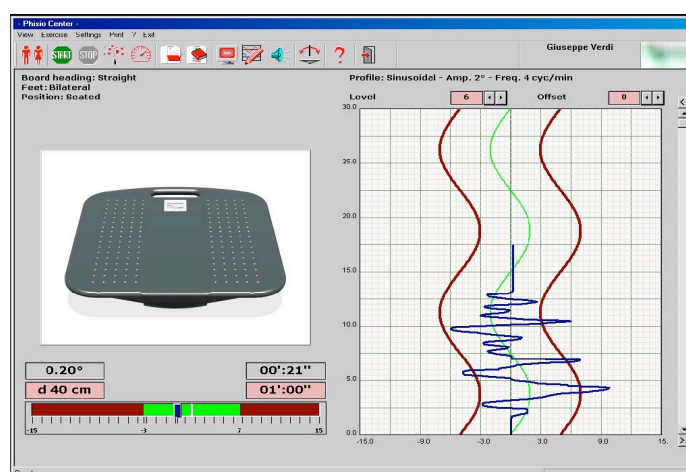 - Phisio Center -
View Exercise Settings Print ? Exit
START STOP ?
Giuseppe Verdi
Board heading: Straight
Feet: Bilateral
Position: Seated
Profile: Sinusoidal - Amp. 2° - Freq. 4 cyc/min
Level 6 Offset 0
30.0
25.0
20.0
15.0
10.0
5.0
0.0
-15.0 -9.0 -3.0 3.0 9.0 15.
0.20° 00':21''
d 40 cm 01':00''
-15 -3 7 15